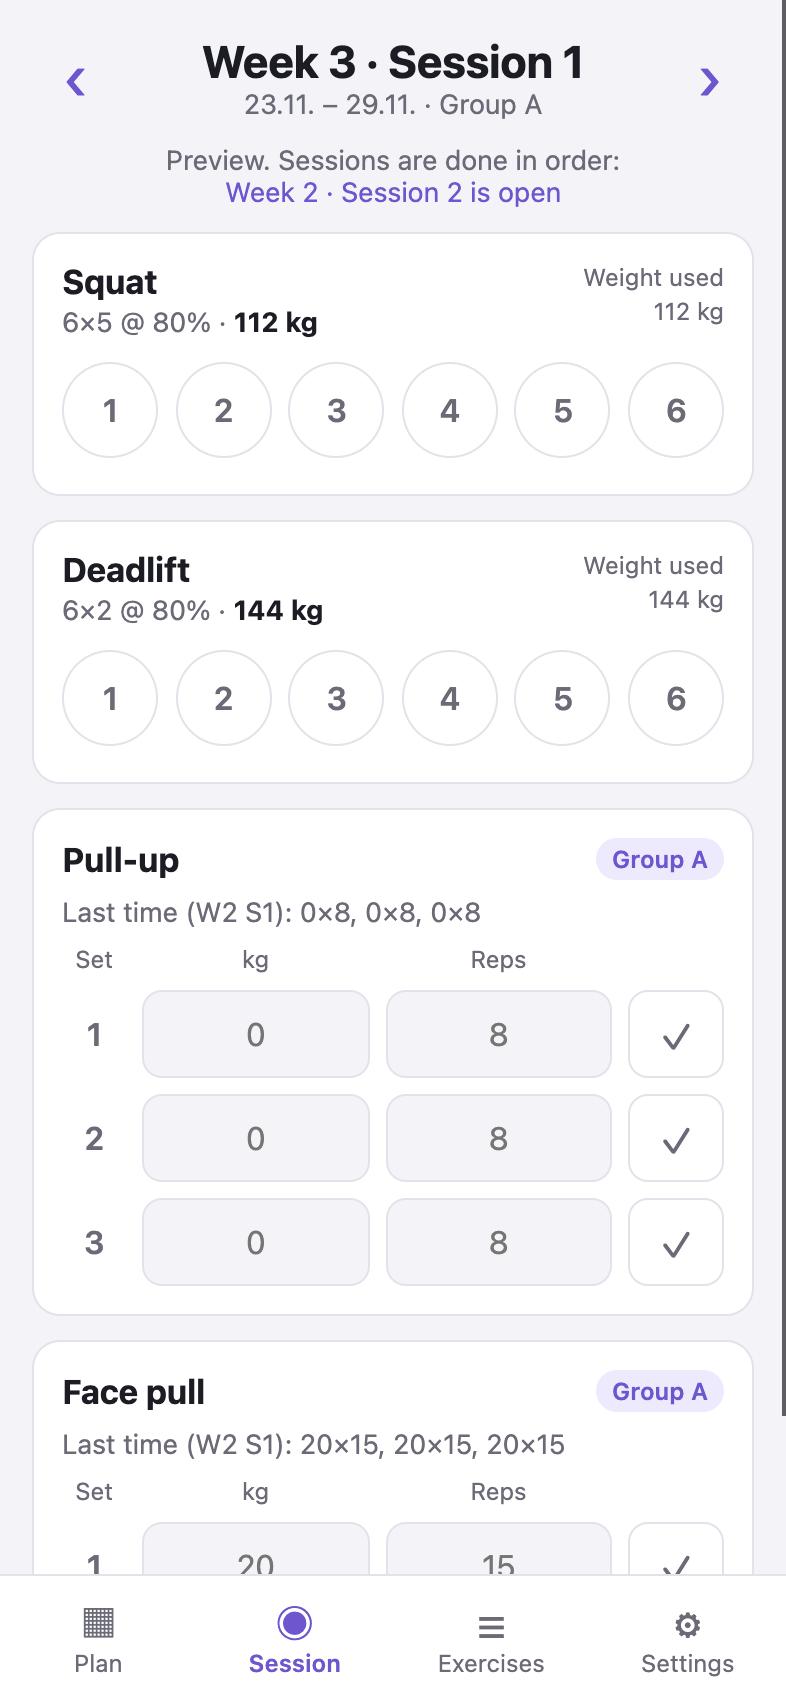 Week 3 · Session 1
23.11. – 29.11. · Group A
Preview. Sessions are done in order:
Week 2 · Session 2 is open
Squat
6×5 @ 80% · 112 kg
Weight used
112 kg
1 2 3 4 5 6
Deadlift
6×2 @ 80% · 144 kg
Weight used
144 kg
1 2 3 4 5 6
Pull-up
Group A
Last time (W2 S1): 0×8, 0×8, 0×8
Set kg Reps
1 0 8
2 0 8
3 0 8
Face pull
Group A
Last time (W2 S1): 20×15, 20×15, 20×15
Set kg Reps
1 20 15
Plan Session Exercises Settings